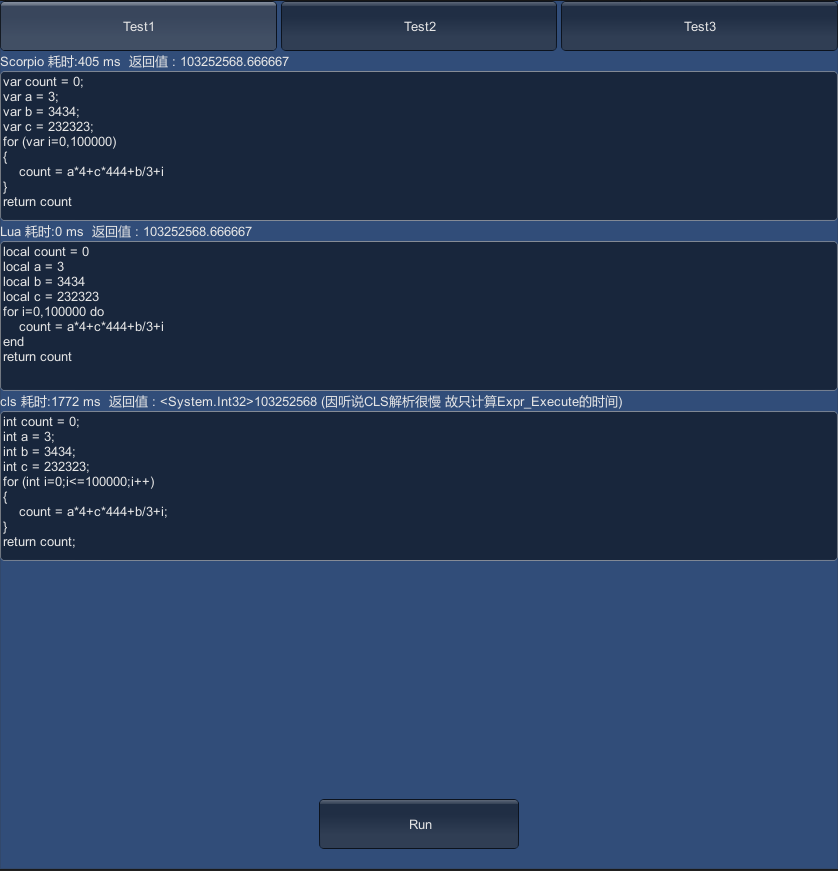 Test1 Test2 Test3
Scorpio 耗时:405 ms  返回值 : 103252568.666667
var count = 0;
var a = 3;
var b = 3434;
var c = 232323;
for (var i=0,100000)
{
    count = a*4+c*444+b/3+i
}
return count
Lua 耗时:0 ms  返回值 : 103252568.666667
local count = 0
local a = 3
local b = 3434
local c = 232323
for i=0,100000 do
    count = a*4+c*444+b/3+i
end
return count
cls 耗时:1772 ms  返回值 : <System.Int32>103252568 (因听说CLS解析很慢 故只计算Expr_Execute的时间)
int count = 0;
int a = 3;
int b = 3434;
int c = 232323;
for (int i=0;i<=100000;i++)
{
    count = a*4+c*444+b/3+i;
}
return count;
Run